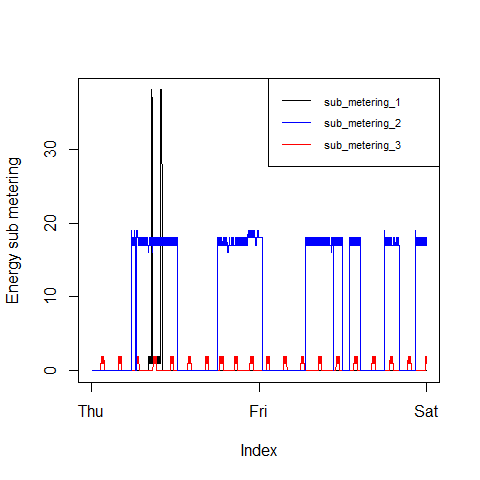 sub_metering_1
sub_metering_2
sub_metering_3
Energy sub metering
30
20
10
0
Thu Fri Sat
Index